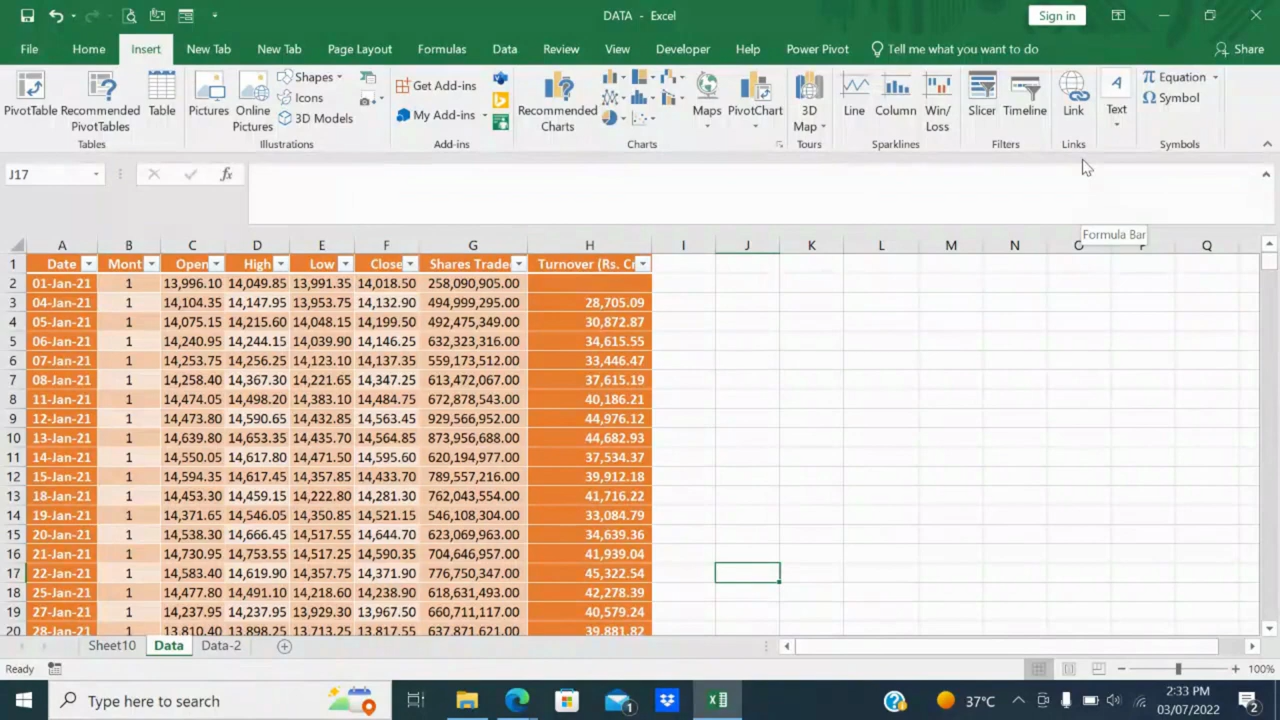 DATA - Excel
Sign in
File Home Insert New Tab New Tab Page Layout Formulas Data Review View Developer Help Power Pivot Tell me what you want to do Share
PivotTable
Recommended PivotTables
Table
Tables
Pictures
Online Pictures
Shapes
Icons
3D Models
Illustrations
Get Add-ins
My Add-ins
Add-ins
Recommended Charts
Maps
PivotChart
Charts
3D Map
Tours
Line
Column
Win/Loss
Sparklines
Slicer
Timeline
Filters
Link
Links
Text
Equation
Symbol
Symbols
J17
fx
Formula Bar
A B C D E F G H I J K L M N O P Q
1 Date Mont Open High Low Close Shares Trade Turnover (Rs. Cr
2 01-Jan-21 1 13,996.10 14,049.85 13,991.35 14,018.50 258,090,905.00
3 04-Jan-21 1 14,104.35 14,147.95 13,953.75 14,132.90 494,999,295.00 28,705.09
4 05-Jan-21 1 14,075.15 14,215.60 14,048.15 14,199.50 492,475,349.00 30,872.87
5 06-Jan-21 1 14,240.95 14,244.15 14,039.90 14,146.25 632,323,316.00 34,615.55
6 07-Jan-21 1 14,253.75 14,256.25 14,123.10 14,137.35 559,173,512.00 33,446.47
7 08-Jan-21 1 14,258.40 14,367.30 14,221.65 14,347.25 613,472,067.00 37,615.19
8 11-Jan-21 1 14,474.05 14,498.20 14,383.10 14,484.75 672,878,543.00 40,186.21
9 12-Jan-21 1 14,473.80 14,590.65 14,432.85 14,563.45 929,566,952.00 44,976.12
10 13-Jan-21 1 14,639.80 14,653.35 14,435.70 14,564.85 873,956,688.00 44,682.93
11 14-Jan-21 1 14,550.05 14,617.80 14,471.50 14,595.60 620,194,977.00 37,534.37
12 15-Jan-21 1 14,594.35 14,617.45 14,357.85 14,433.70 789,557,216.00 39,912.18
13 18-Jan-21 1 14,453.30 14,459.15 14,222.80 14,281.30 762,043,554.00 41,716.22
14 19-Jan-21 1 14,371.65 14,546.05 14,350.85 14,521.15 546,108,304.00 33,084.79
15 20-Jan-21 1 14,538.30 14,666.45 14,517.55 14,644.70 623,069,963.00 34,639.36
16 21-Jan-21 1 14,730.95 14,753.55 14,517.25 14,590.35 704,646,957.00 41,939.04
17 22-Jan-21 1 14,583.40 14,619.90 14,357.75 14,371.90 776,750,347.00 45,322.54
18 25-Jan-21 1 14,477.80 14,491.10 14,218.60 14,238.90 618,631,493.00 42,278.39
19 27-Jan-21 1 14,237.95 14,237.95 13,929.30 13,967.50 660,711,117.00 40,579.24
20 28-Jan-21 1 13,810.40 13,898.25 13,713.25 13,817.55 637,871,621.00 39,881.82
Sheet10 Data Data-2
Ready
100%
Type here to search
1
37°C
2:33 PM
03/07/2022
2